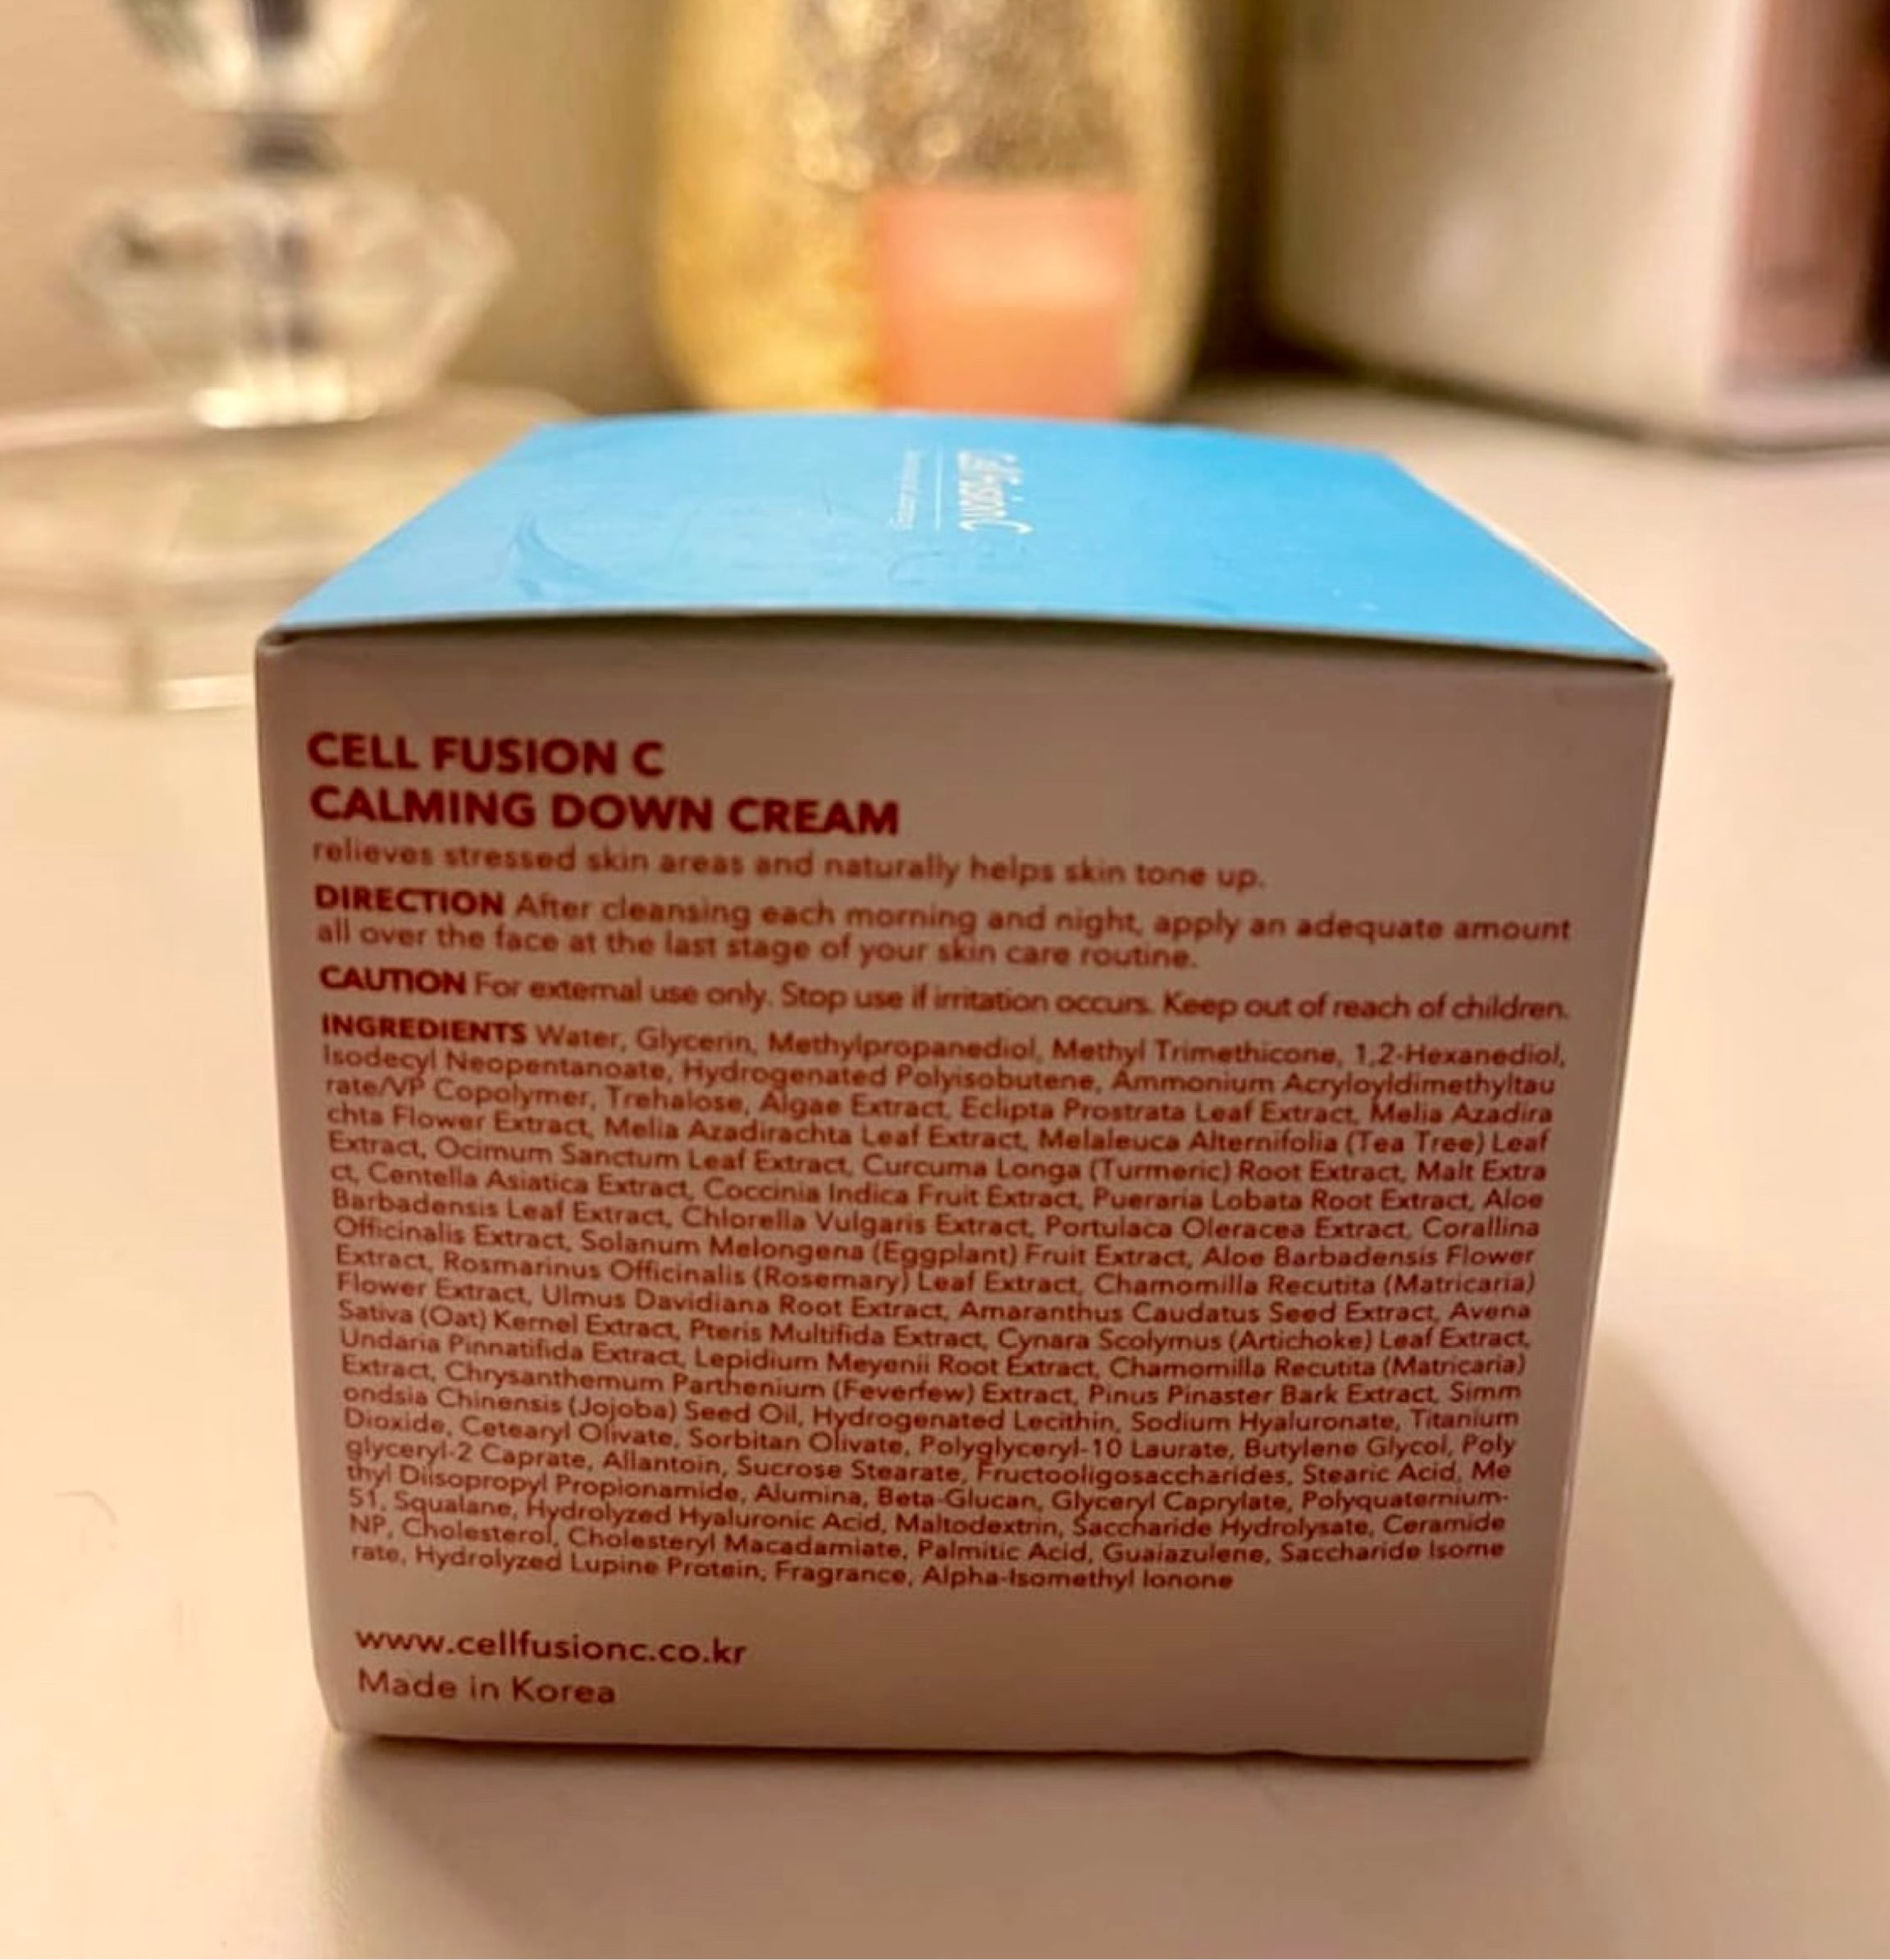 Cell Fusion C
CELL FUSION C
CALMING DOWN CREAM
relieves stressed skin areas and naturally helps skin tone up.
DIRECTION After cleansing each morning and night, apply an adequate amount
all over the face at the last stage of your skin care routine.
CAUTION For external use only. Stop use if irritation occurs. Keep out of reach of children.
INGREDIENTS Water, Glycerin, Methylpropanediol, Methyl Trimethicone, 1,2-Hexanediol,
Isodecyl Neopentanoate, Hydrogenated Polyisobutene, Ammonium Acryloyldimethyltau
rate/VP Copolymer, Trehalose, Algae Extract, Eclipta Prostrata Leaf Extract, Melia Azadira
chta Flower Extract, Melia Azadirachta Leaf Extract, Melaleuca Alternifolia (Tea Tree) Leaf
Extract, Ocimum Sanctum Leaf Extract, Curcuma Longa (Turmeric) Root Extract, Malt Extra
ct, Centella Asiatica Extract, Coccinia Indica Fruit Extract, Pueraria Lobata Root Extract, Aloe
Barbadensis Leaf Extract, Chlorella Vulgaris Extract, Portulaca Oleracea Extract, Corallina
Officinalis Extract, Solanum Melongena (Eggplant) Fruit Extract, Aloe Barbadensis Flower
Extract, Rosmarinus Officinalis (Rosemary) Leaf Extract, Chamomilla Recutita (Matricaria)
Flower Extract, Ulmus Davidiana Root Extract, Amaranthus Caudatus Seed Extract, Avena
Sativa (Oat) Kernel Extract, Pteris Multifida Extract, Cynara Scolymus (Artichoke) Leaf Extract,
Undaria Pinnatifida Extract, Lepidium Meyenii Root Extract, Chamomilla Recutita (Matricaria)
Extract, Chrysanthemum Parthenium (Feverfew) Extract, Pinus Pinaster Bark Extract, Simm
ondsia Chinensis (Jojoba) Seed Oil, Hydrogenated Lecithin, Sodium Hyaluronate, Titanium
Dioxide, Cetearyl Olivate, Sorbitan Olivate, Polyglyceryl-10 Laurate, Butylene Glycol, Poly
glyceryl-2 Caprate, Allantoin, Sucrose Stearate, Fructooligosaccharides, Stearic Acid, Me
thyl Diisopropyl Propionamide, Alumina, Beta-Glucan, Glyceryl Caprylate, Polyquaternium-
51, Squalane, Hydrolyzed Hyaluronic Acid, Maltodextrin, Saccharide Hydrolysate, Ceramide
NP, Cholesterol, Cholesteryl Macadamiate, Palmitic Acid, Guaiazulene, Saccharide Isome
rate, Hydrolyzed Lupine Protein, Fragrance, Alpha-Isomethyl Ionone
www.cellfusionc.co.kr
Made in Korea